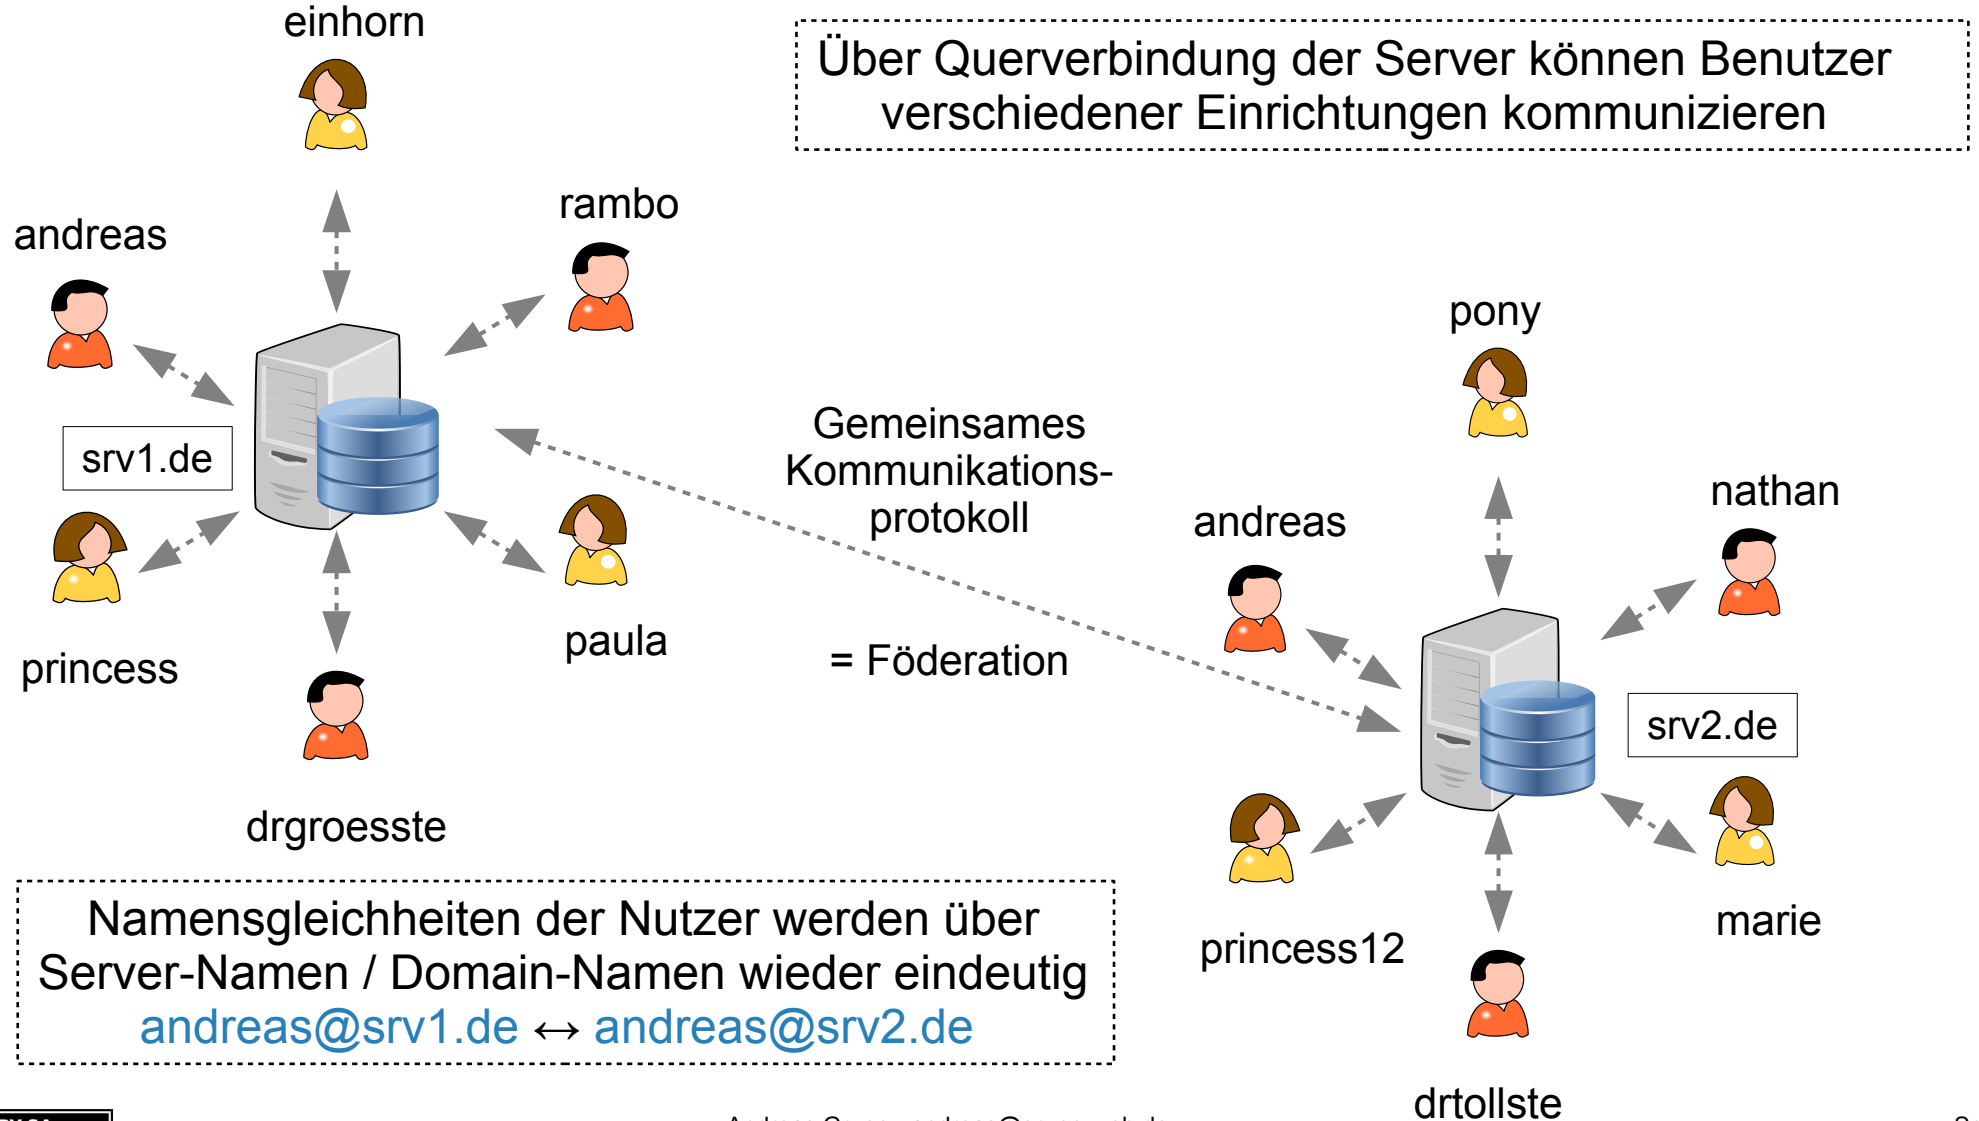 einhorn
Über Querverbindung der Server können Benutzer
verschiedener Einrichtungen kommunizieren
rambo
andreas
pony
Gemeinsames
Kommunikations-
protokoll
srv1.de
nathan
andreas
paula
princess
= Föderation
srv2.de
drgroesste
marie
princess12
Namensgleichheiten der Nutzer werden über
Server-Namen / Domain-Namen wieder eindeutig
andreas@srv1.de ↔ andreas@srv2.de
drtollste